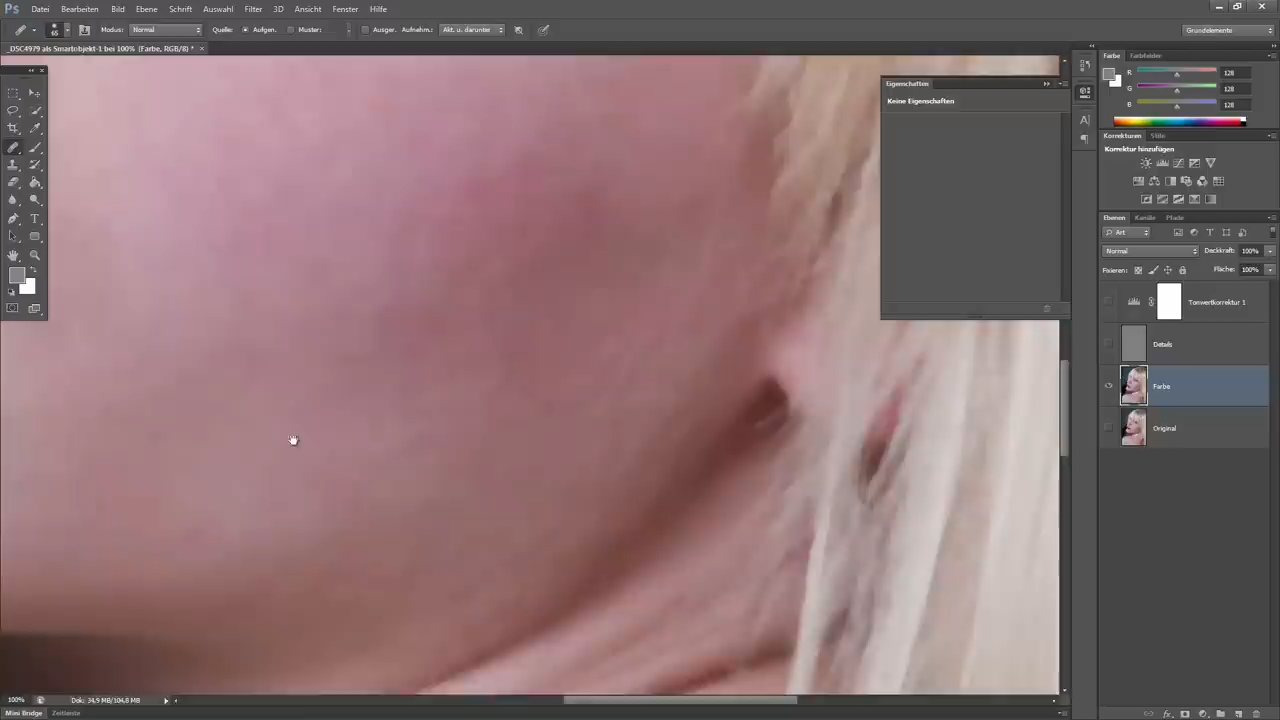 Ps Datei Bearbeiten Bild Ebene Schrift Auswahl Filter 3D Ansicht Fenster Hilfe
65 Modus: Normal Quelle: Aufgen. Muster: Ausger. Aufnahm.: Akt. u. darunter Grundelemente
_DSC4979 als Smartobjekt-1 bei 100% (Farbe, RGB/8) * ×
Eigenschaften
Keine Eigenschaften
Farbe Farbfelder
R 128
G 128
B 128
Korrekturen Stile
Korrektur hinzufügen
Ebenen Kanäle Pfade
Art
Normal Deckkraft: 100%
Fixieren: Fläche: 100%
Tonwertkorrektur 1
Details
Farbe
Original
100% Dok: 34,9 MB/104,8 MB
Mini Bridge Zeitleiste